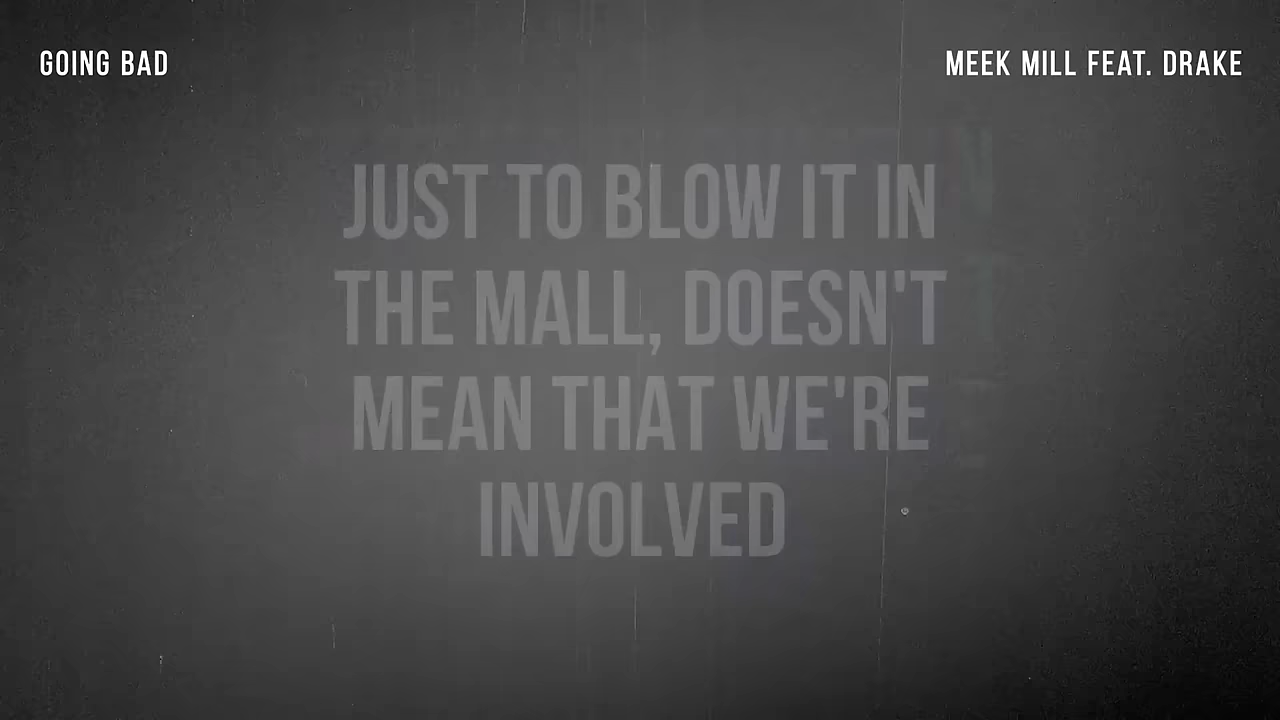 GOING BAD
MEEK MILL FEAT. DRAKE
JUST TO BLOW IT IN
THE MALL, DOESN'T
MEAN THAT WE'RE
INVOLVED